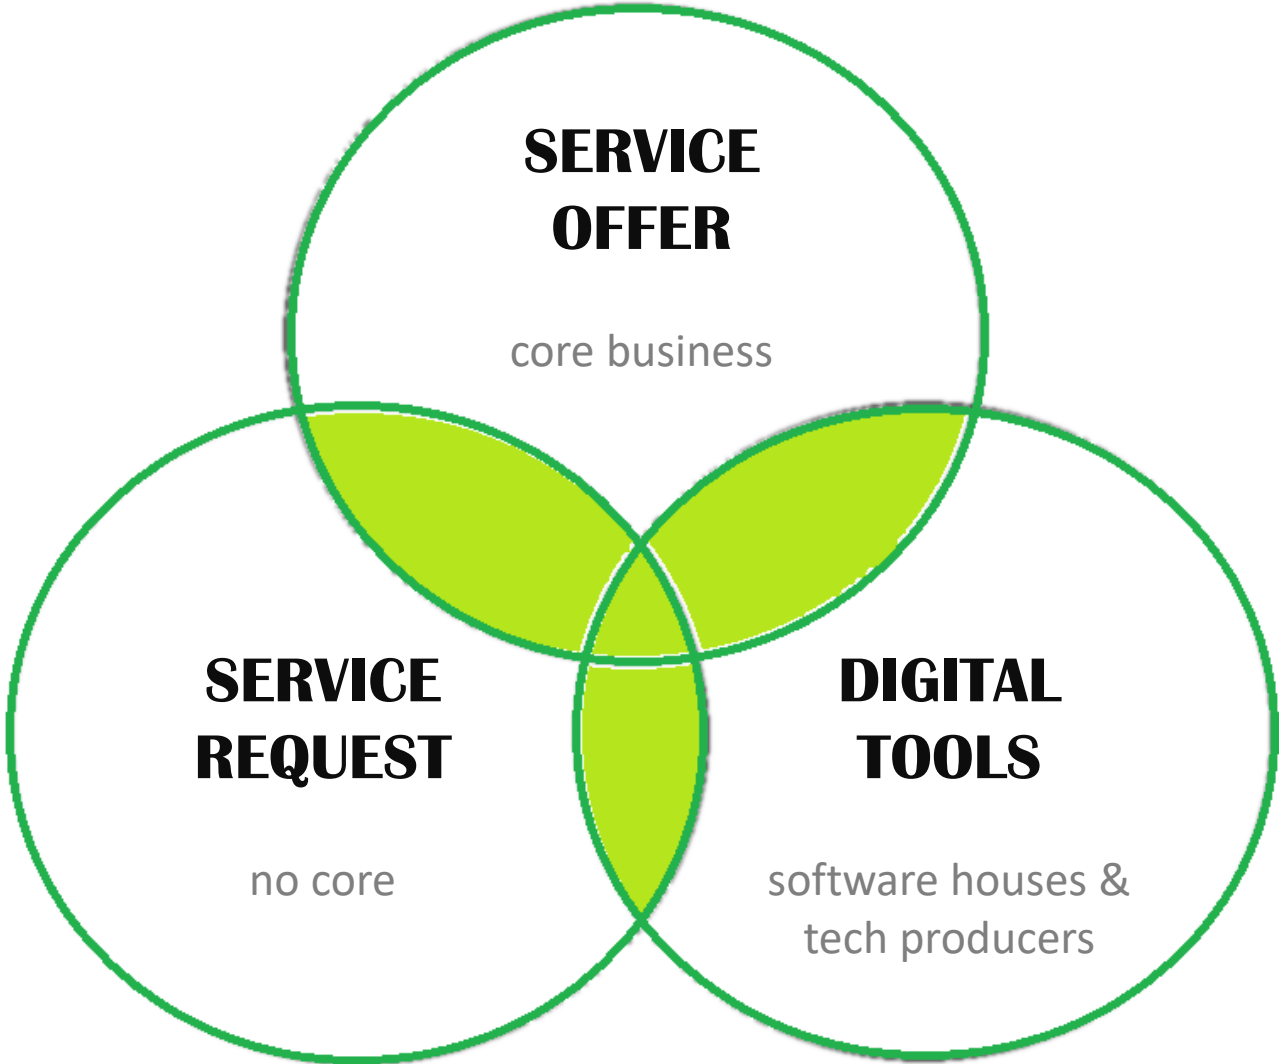 SERVICE
OFFER
core business
SERVICE
REQUEST
no core
DIGITAL
TOOLS
software houses &
tech producers